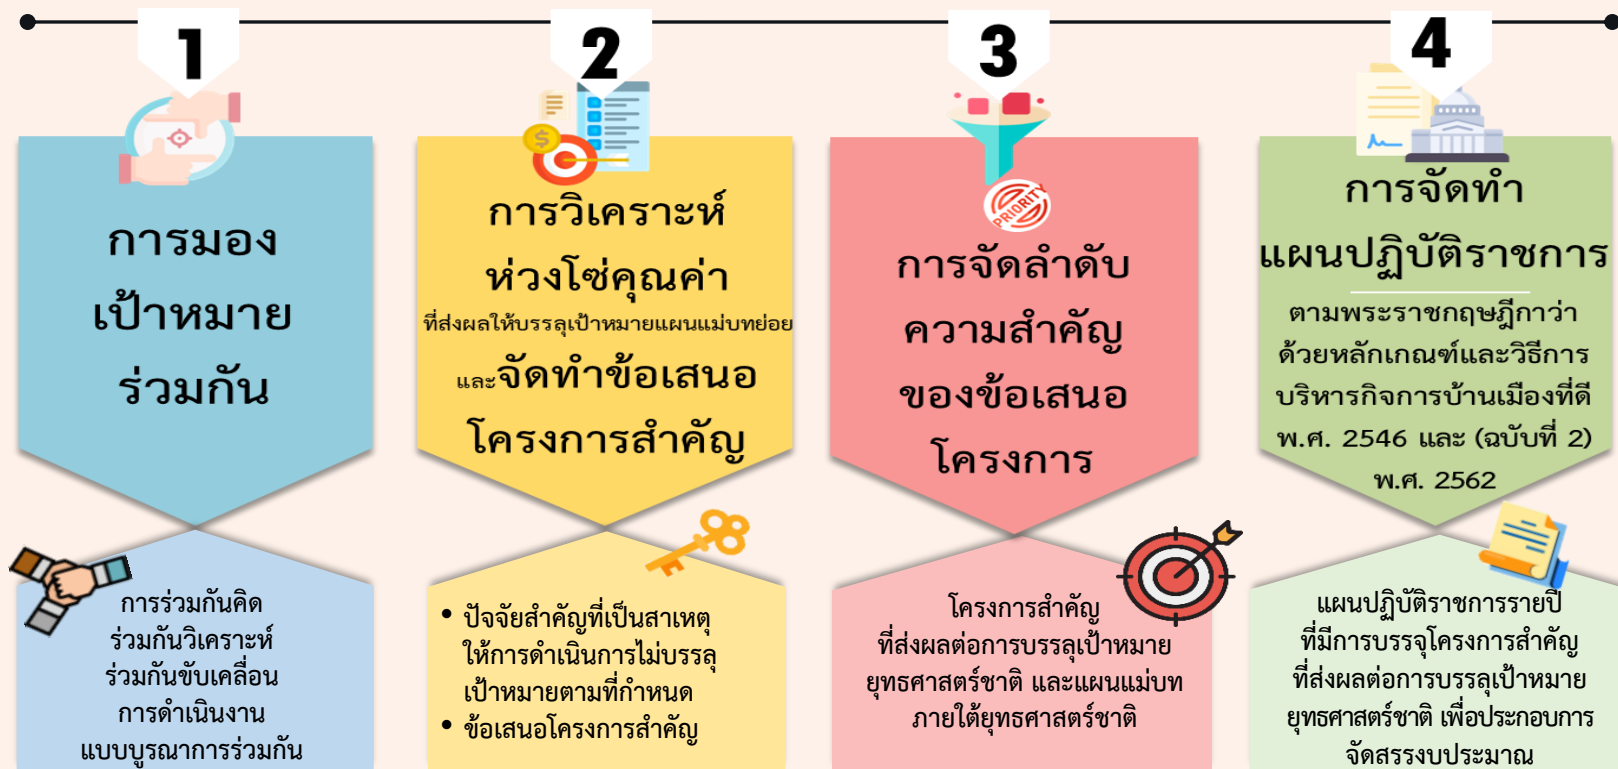 1
การมอง
เป้าหมาย
ร่วมกัน
การร่วมกันคิด
ร่วมกันวิเคราะห์
ร่วมกันขับเคลื่อน
การดำเนินงาน
แบบบูรณาการร่วมกัน
2
$
การวิเคราะห์
ห่วงโซ่คุณค่า
ที่ส่งผลให้บรรลุเป้าหมายแผนแม่บทย่อย
และจัดทำข้อเสนอ
โครงการสำคัญ
• ปัจจัยสำคัญที่เป็นสาเหตุ
ให้การดำเนินการไม่บรรลุ
เป้าหมายตามที่กำหนด
• ข้อเสนอโครงการสำคัญ
3
PRIORITY
การจัดลำดับ
ความสำคัญ
ของข้อเสนอ
โครงการ
โครงการสำคัญ
ที่ส่งผลต่อการบรรลุเป้าหมาย
ยุทธศาสตร์ชาติ และแผนแม่บท
ภายใต้ยุทธศาสตร์ชาติ
4
การจัดทำ
แผนปฏิบัติราชการ
ตามพระราชกฤษฎีกาว่า
ด้วยหลักเกณฑ์และวิธีการ
บริหารกิจการบ้านเมืองที่ดี
พ.ศ. 2546 และ (ฉบับที่ 2)
พ.ศ. 2562
แผนปฏิบัติราชการรายปี
ที่มีการบรรจุโครงการสำคัญ
ที่ส่งผลต่อการบรรลุเป้าหมาย
ยุทธศาสตร์ชาติ เพื่อประกอบการ
จัดสรรงบประมาณ